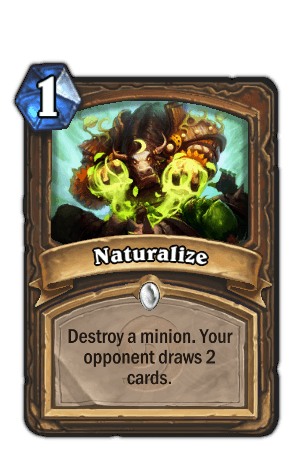 1
Naturalize
Destroy a minion. Your
opponent draws 2
cards.